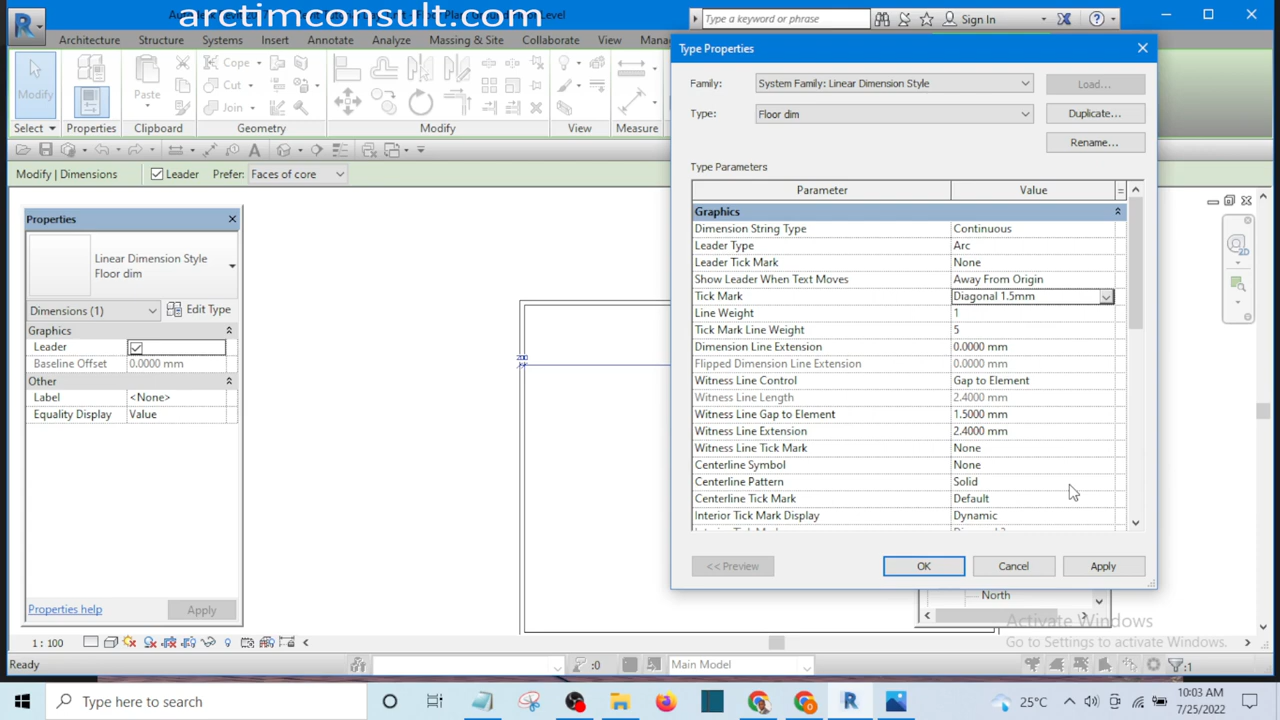 arctimconsult.com
Floor Plan
Level
Type a keyword or phrase
Sign In
Architecture Structure Systems Insert Annotate Analyze Massing & Site Collaborate View Mana
Modify
Paste
Cope
Cut
Join
Select Properties Clipboard Geometry Modify View Measure
Modify | Dimensions Leader Prefer: Faces of core
Properties
Linear Dimension Style
Floor dim
Dimensions (1) Edit Type
Graphics
Leader
Baseline Offset 0.0000 mm
Other
Label <None>
Equality Display Value
Properties help Apply
200
Type Properties
Family: System Family: Linear Dimension Style Load...
Type: Floor dim Duplicate...
Rename...
Type Parameters
Parameter Value =
Graphics
Dimension String Type Continuous
Leader Type Arc
Leader Tick Mark None
Show Leader When Text Moves Away From Origin
Tick Mark Diagonal 1.5mm
Line Weight 1
Tick Mark Line Weight 5
Dimension Line Extension 0.0000 mm
Flipped Dimension Line Extension 0.0000 mm
Witness Line Control Gap to Element
Witness Line Length 2.4000 mm
Witness Line Gap to Element 1.5000 mm
Witness Line Extension 2.4000 mm
Witness Line Tick Mark None
Centerline Symbol None
Centerline Pattern Solid
Centerline Tick Mark Default
Interior Tick Mark Display Dynamic
<< Preview OK Cancel Apply
North
2D
Activate Windows
Go to Settings to activate Windows.
1 : 100
Ready :0 Main Model :1
Type here to search
25°C
10:03 AM
7/25/2022